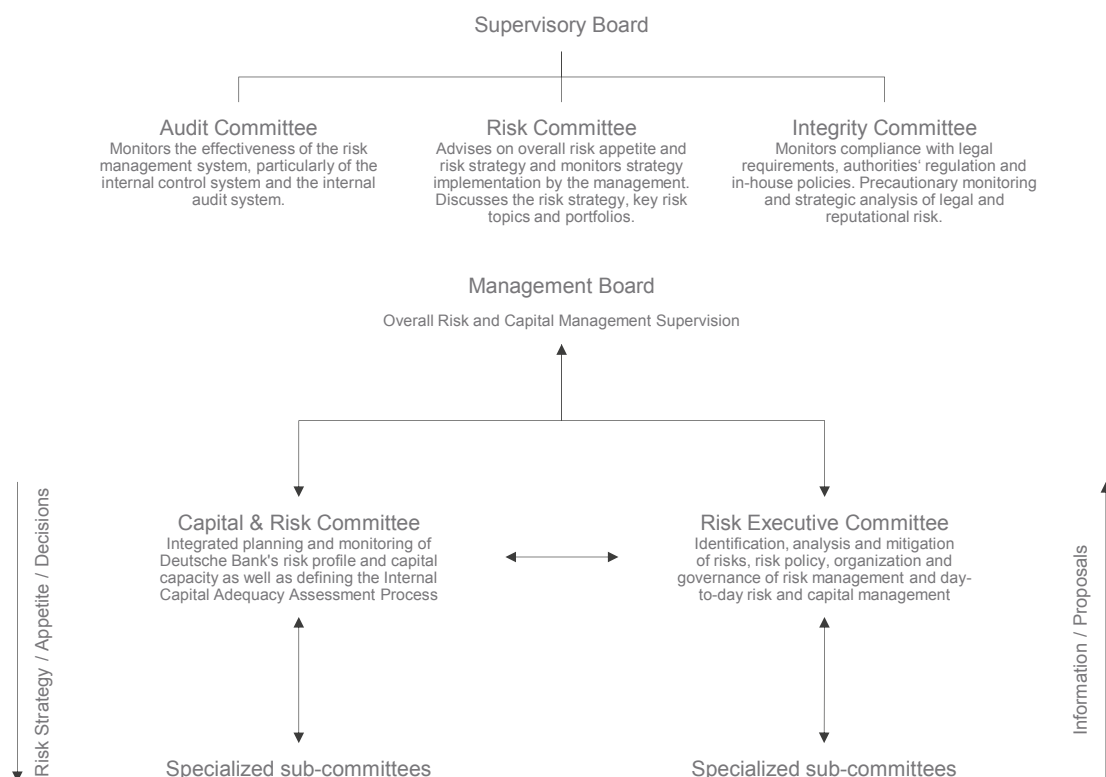 Supervisory Board
Audit Committee
Monitors the effectiveness of the risk
management system, particularly of the
internal control system and the internal
audit system.
Risk Committee
Advises on overall risk appetite and
risk strategy and monitors strategy
implementation by the management.
Discusses the risk strategy, key risk
topics and portfolios.
Integrity Committee
Monitors compliance with legal
requirements, authorities‘ regulation and
in-house policies. Precautionary monitoring
and strategic analysis of legal and
reputational risk.
Management Board
Overall Risk and Capital Management Supervision
Risk Strategy / Appetite / Decisions
Capital & Risk Committee
Integrated planning and monitoring of
Deutsche Bank's risk profile and capital
capacity as well as defining the Internal
Capital Adequacy Assessment Process
Risk Executive Committee
Identification, analysis and mitigation
of risks, risk policy, organization and
governance of risk management and day-
to-day risk and capital management
Information / Proposals
Specialized sub-committees
Specialized sub-committees